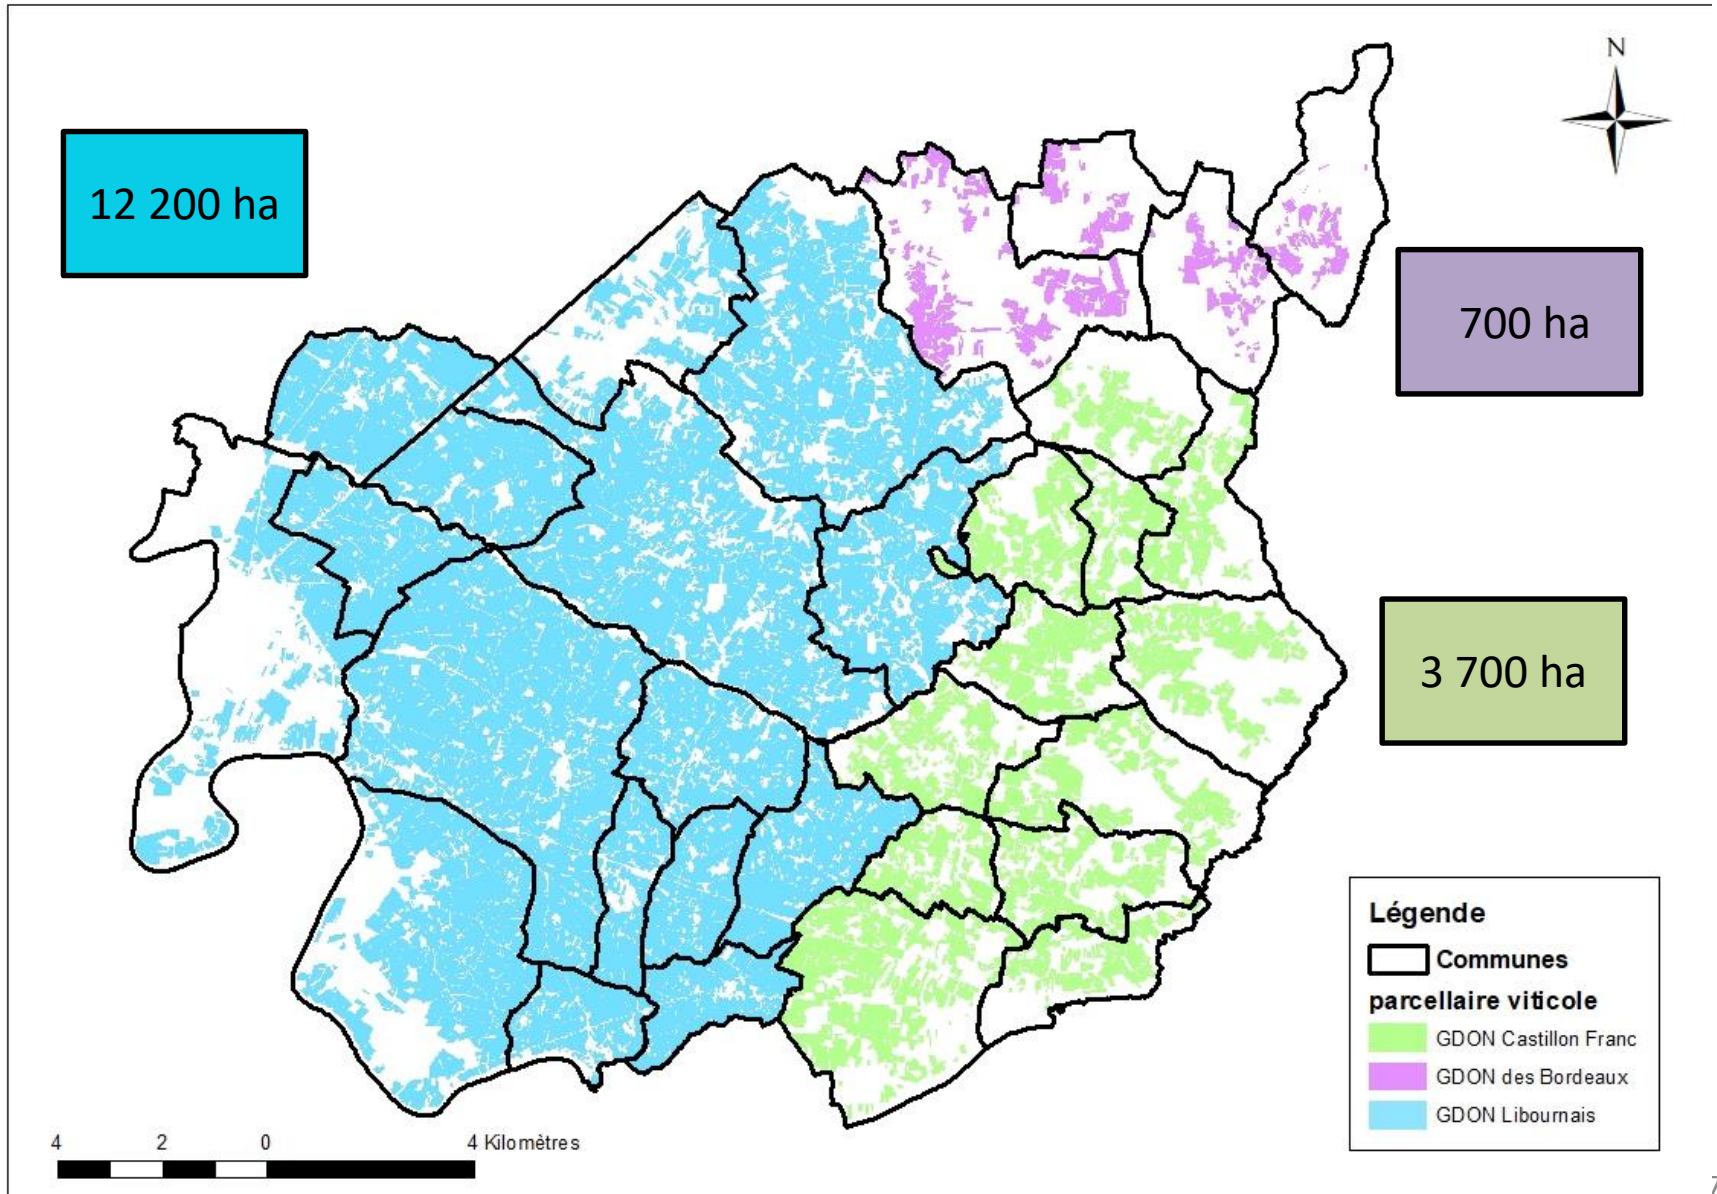 N
12 200 ha
700 ha
3 700 ha
Légende
Communes
parcellaire viticole
GDON Castillon Franc
GDON des Bordeaux
GDON Libournais
4 2 0 4 Kilomètres
7